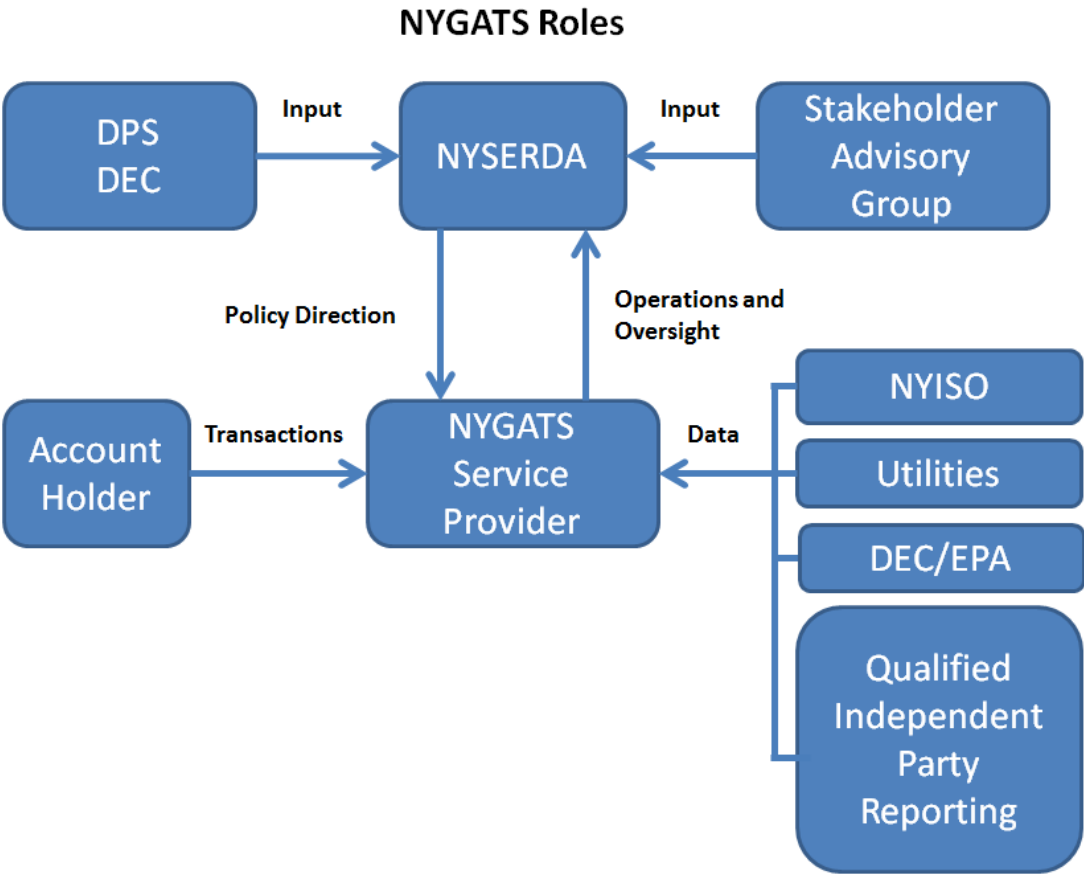 NYGATS Roles
DPS
DEC
Input
NYSERDA
Input
Stakeholder
Advisory
Group
Policy Direction
Operations and
Oversight
Account
Holder
Transactions
NYGATS
Service
Provider
Data
NYISO
Utilities
DEC/EPA
Qualified
Independent
Party
Reporting